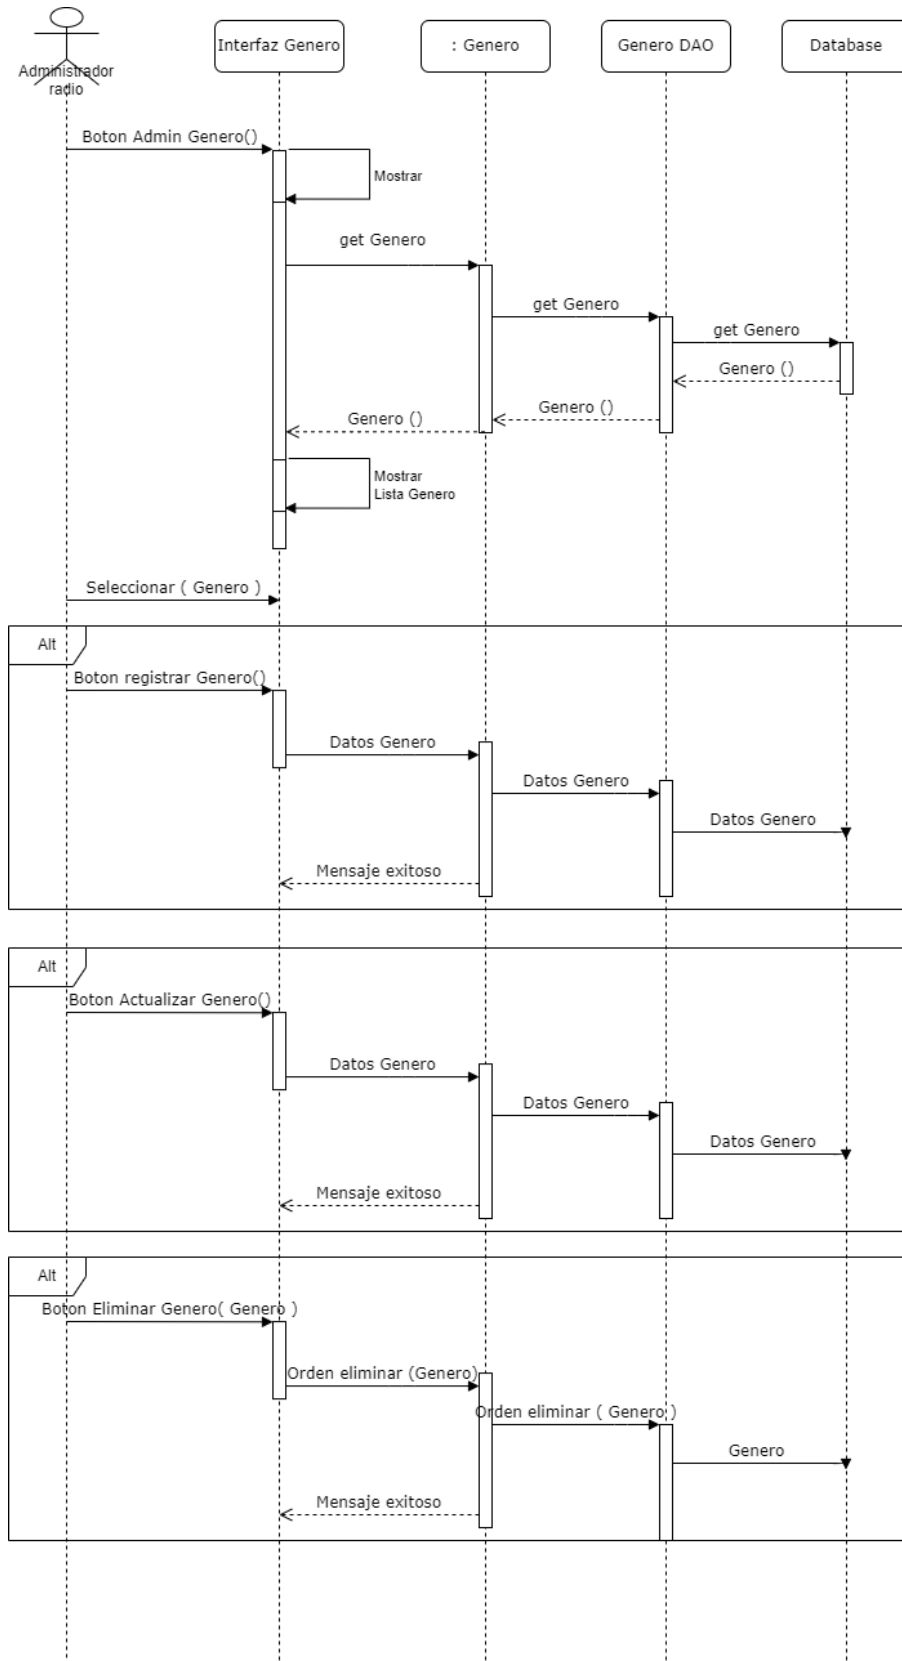 Administrador
radio
Interfaz Genero
: Genero
Genero DAO
Database
Boton Admin Genero()
Mostrar
get Genero
get Genero
get Genero
Genero ()
Genero ()
Genero ()
Mostrar
Lista Genero
Seleccionar ( Genero )
Alt
Boton registrar Genero()
Datos Genero
Datos Genero
Datos Genero
Mensaje exitoso
Alt
Boton Actualizar Genero()
Datos Genero
Datos Genero
Datos Genero
Mensaje exitoso
Alt
Boton Eliminar Genero( Genero )
Orden eliminar (Genero)
Orden eliminar ( Genero )
Genero
Mensaje exitoso